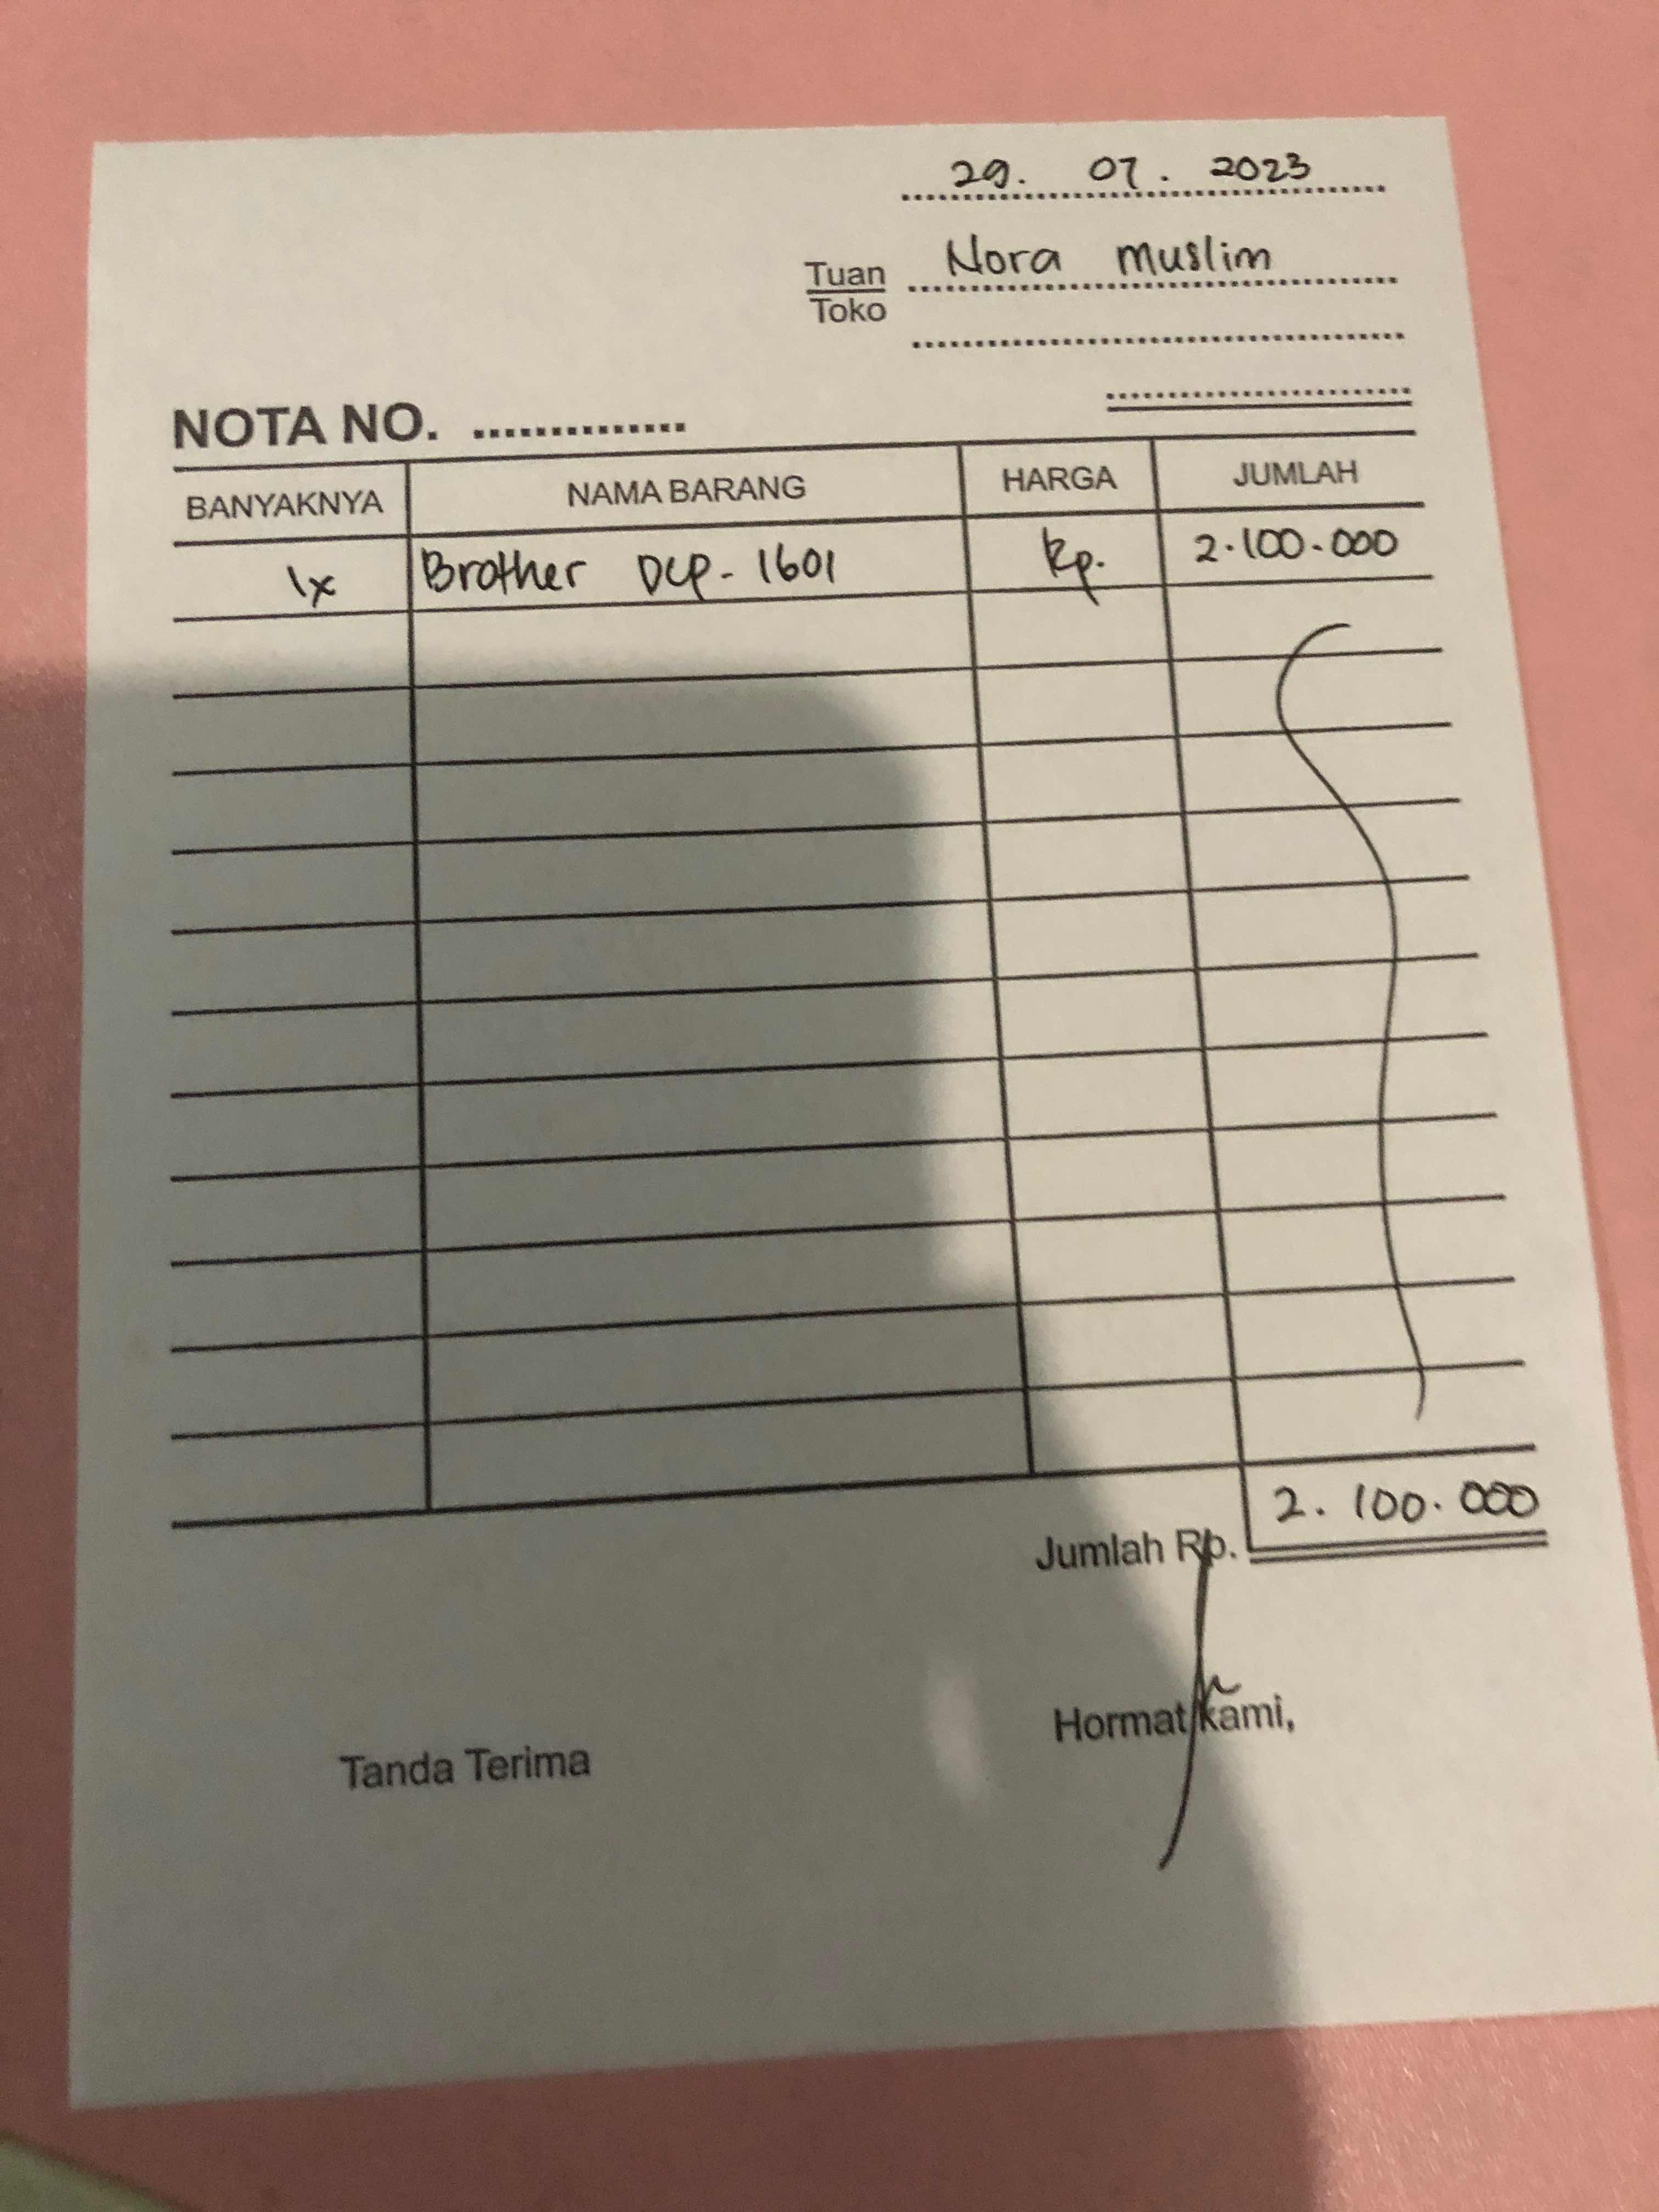 29. 07. 2023
Tuan Nora Muslim
Toko
NOTA NO. ...............
BANYAKNYA NAMA BARANG HARGA JUMLAH
1x Brother DCP-1601 Rp. 2.100.000
Jumlah Rp. 2.100.000
Tanda Terima Hormat kami,